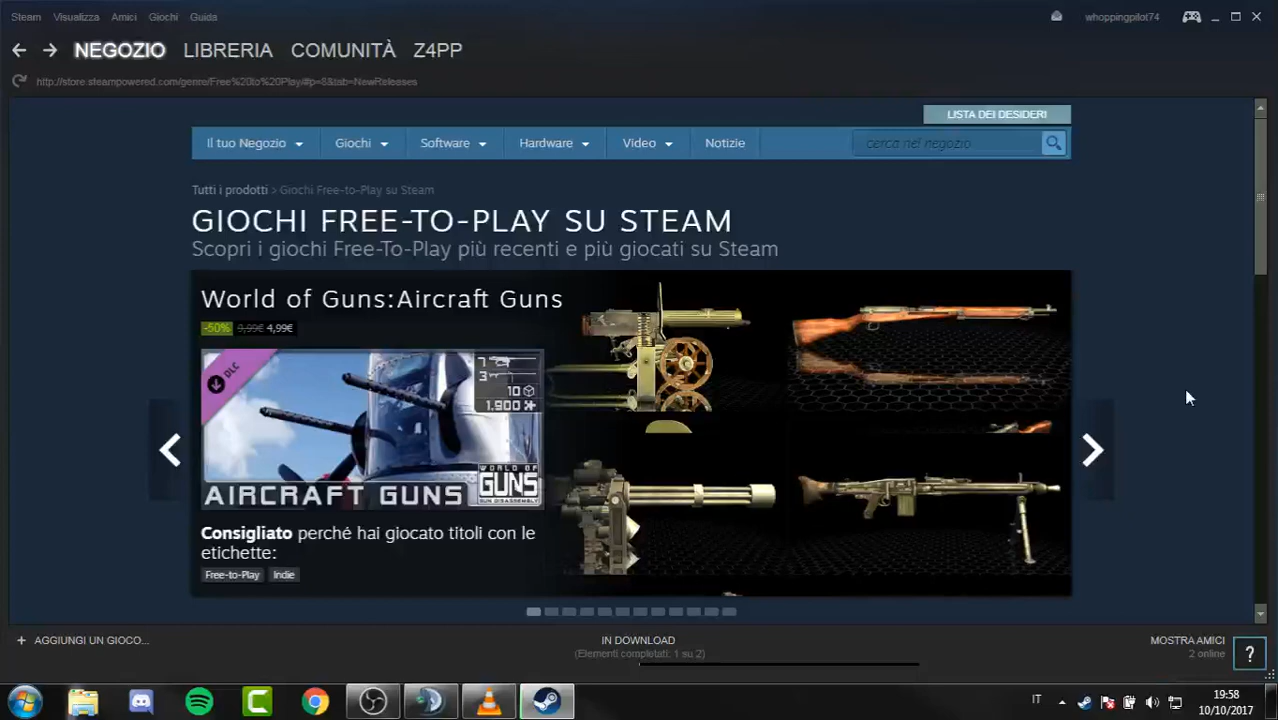 Steam Visualizza Amici Giochi Guida
whoppingpilot74
NEGOZIO LIBRERIA COMUNITÀ Z4PP
http://store.steampowered.com/genre/Free%20to%20Play/#p=8&tab=NewReleases
LISTA DEI DESIDERI
Il tuo Negozio Giochi Software Hardware Video Notizie cerca nel negozio
Tutti i prodotti > Giochi Free-to-Play su Steam
GIOCHI FREE-TO-PLAY SU STEAM
Scopri i giochi Free-To-Play più recenti e più giocati su Steam
World of Guns:Aircraft Guns
-50% 9,99€ 4,99€
DLC
7
3
10
1,900
AIRCRAFT GUNS
WORLD OF
GUNS
GUN DISASSEMBLY
Consigliato perché hai giocato titoli con le
etichette:
Free-to-Play Indie
+ AGGIUNGI UN GIOCO...
IN DOWNLOAD
(Elementi completati: 1 su 2)
MOSTRA AMICI
2 online
?
IT
19:58
10/10/2017